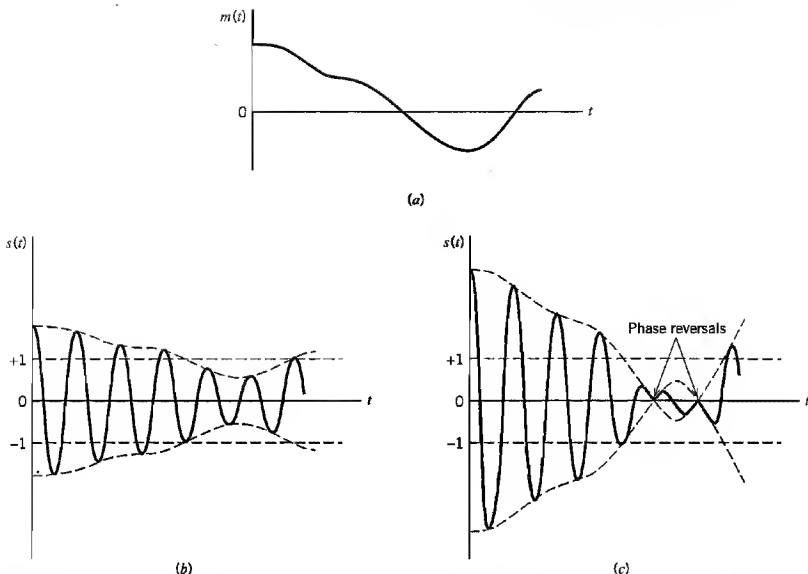 m(t)
0
t
(a)
s(t)
+1
0
-1
t
(b)
s(t)
Phase reversals
+1
0
-1
t
(c)